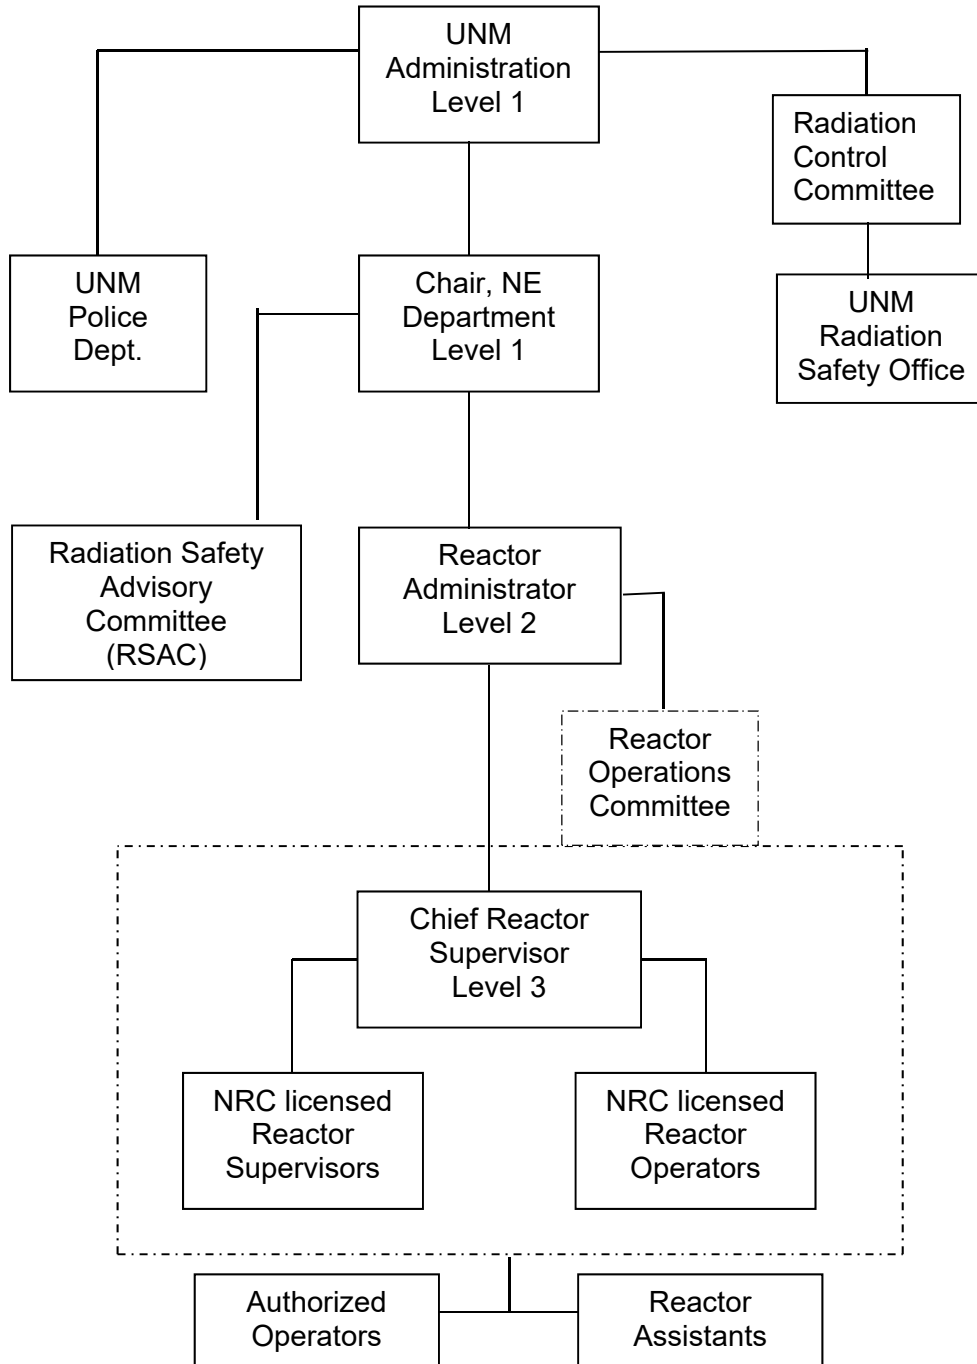 UNM
Administration
Level 1
Radiation
Control
Committee
UNM
Police
Dept.
Chair, NE
Department
Level 1
UNM
Radiation
Safety Office
Radiation Safety
Advisory
Committee
(RSAC)
Reactor
Administrator
Level 2
Reactor
Operations
Committee
Chief Reactor
Supervisor
Level 3
NRC licensed
Reactor
Supervisors
NRC licensed
Reactor
Operators
Authorized
Operators
Reactor
Assistants